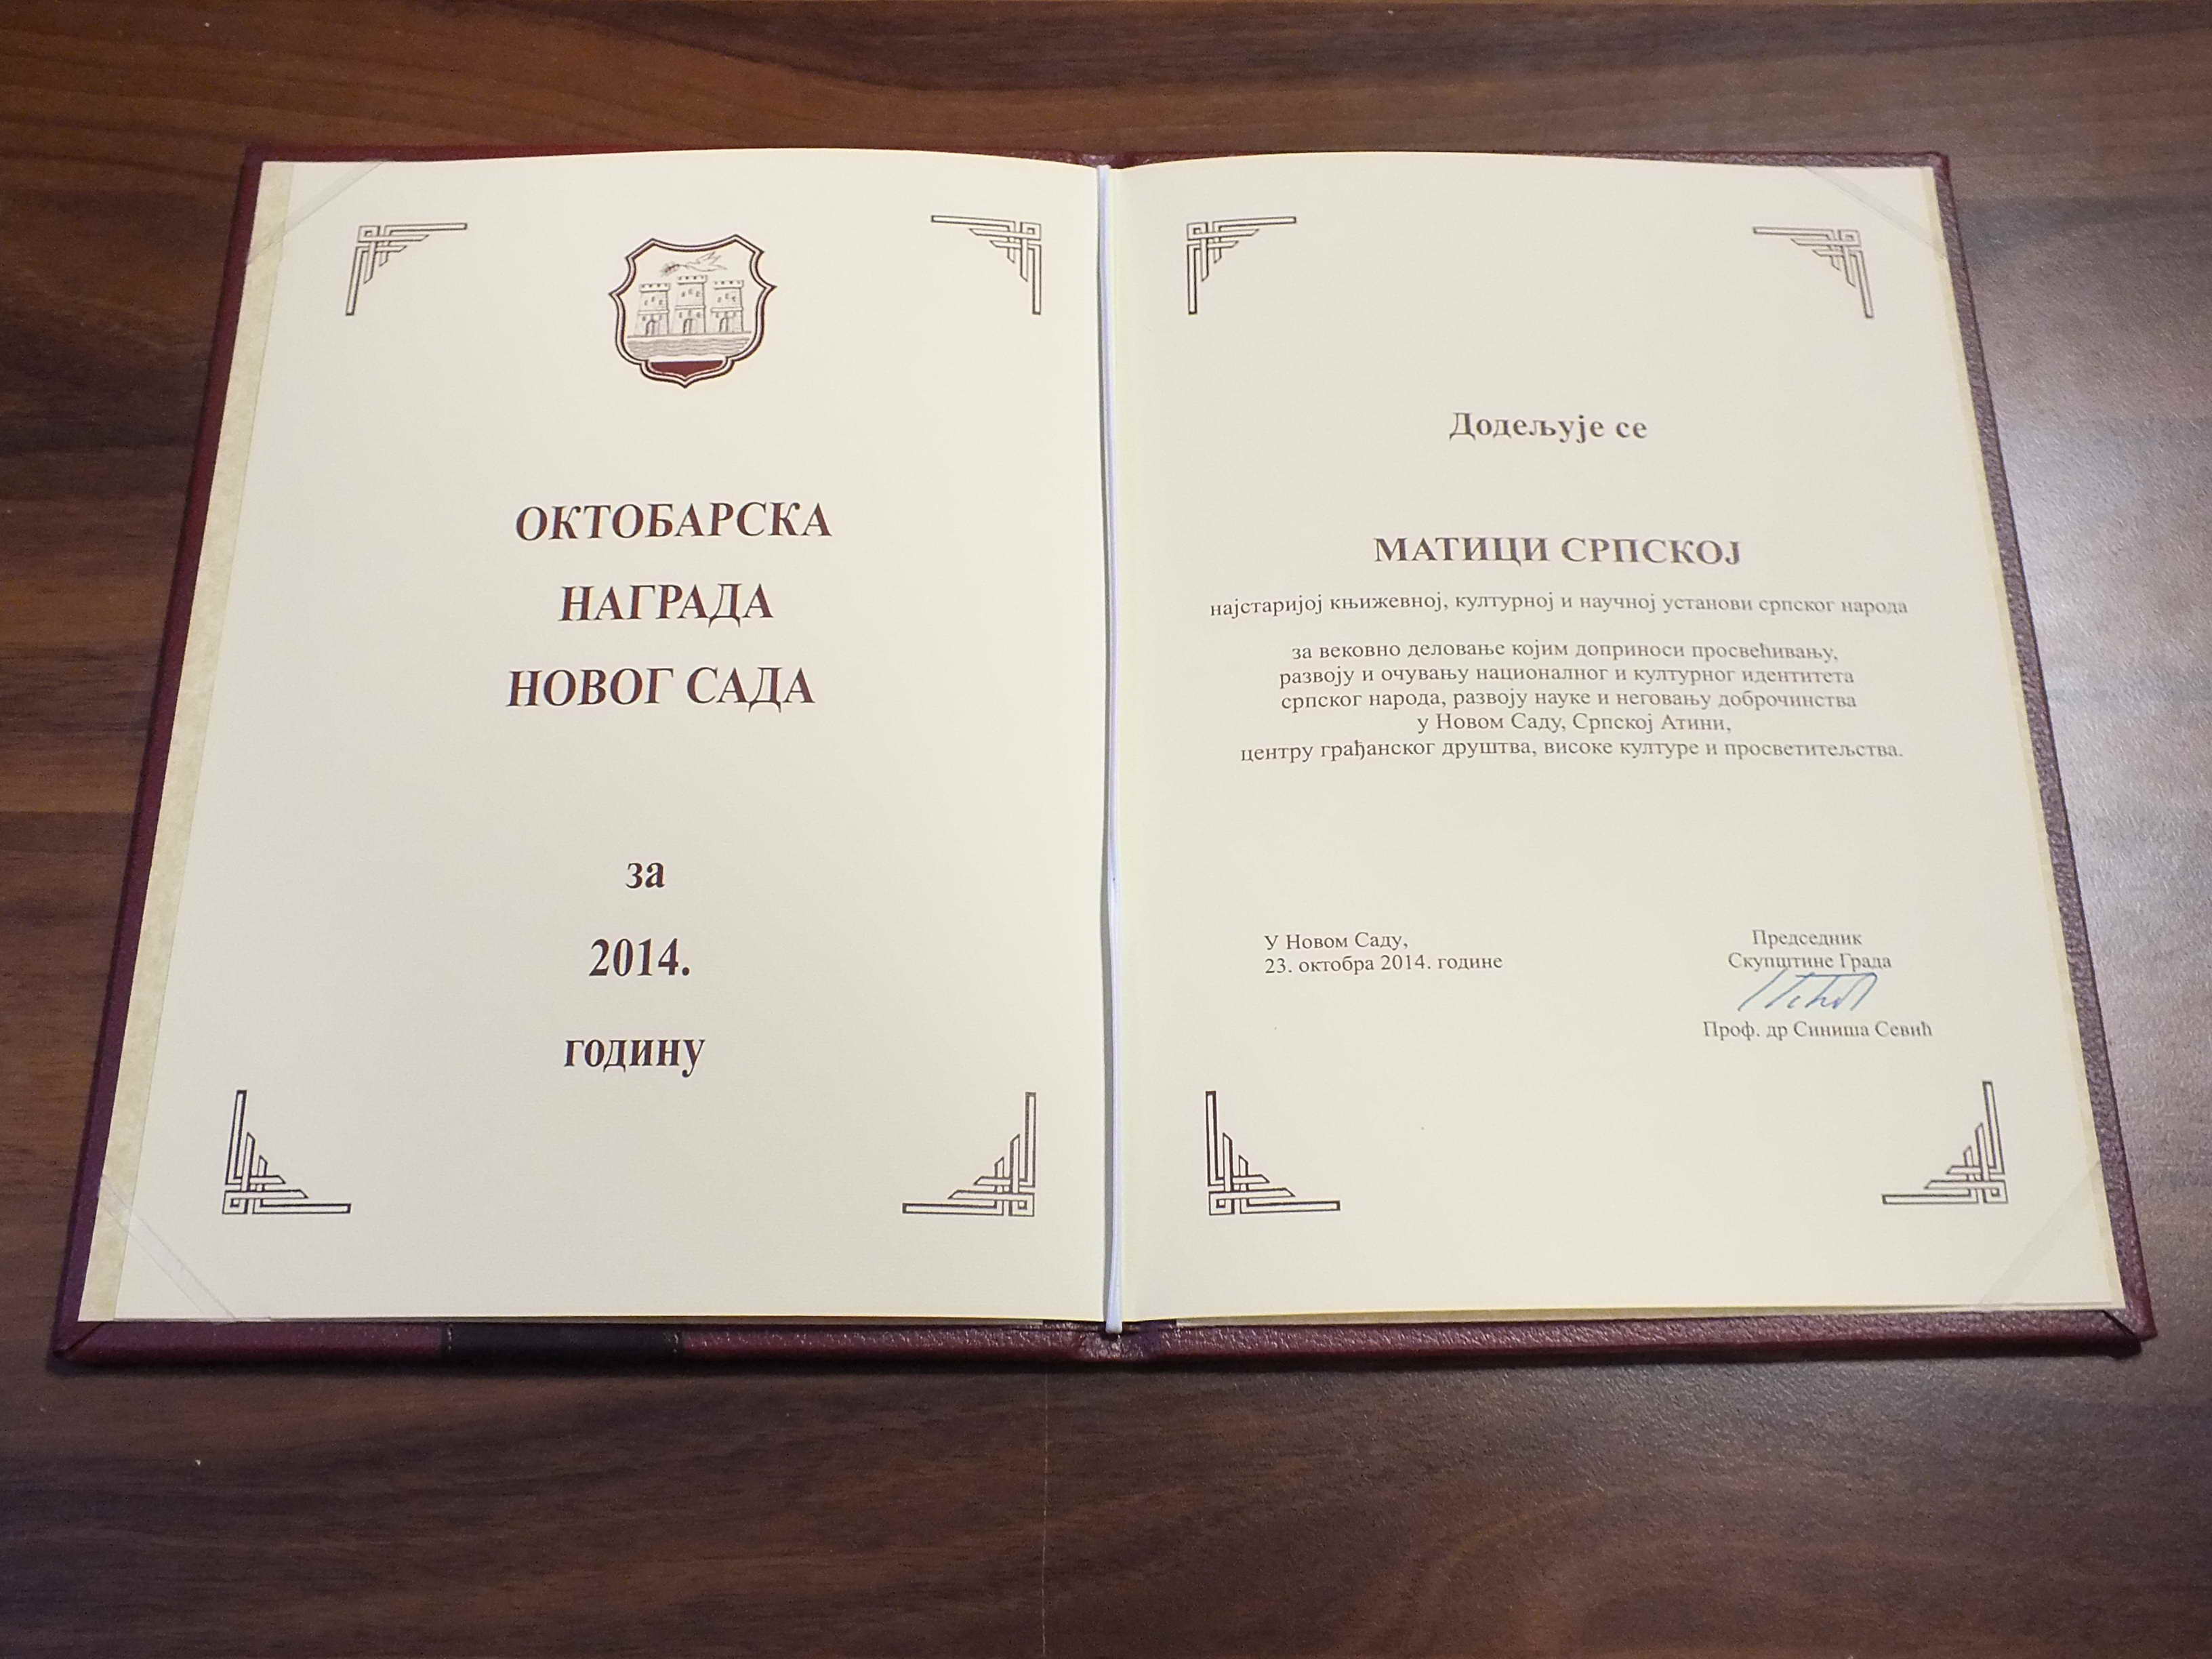 ОКТОБАРСКА
НАГРАДА
НОВОГ САДА
за
2014.
годину
Додељује се
МАТИЦИ СРПСКОЈ
најстаријој књижевној, културној и научној установи српског народа
за вековно деловање којим доприноси просвећивању,
развоју и очувању националног и културног идентитета
српског народа, развоју науке и неговању доброчинства
у Новом Саду, Српској Атини,
центру грађанског друштва, високе културе и просветитељства.
У Новом Саду,
23. октобра 2014. године
Председник
Скупштине Града
Проф. др Синиша Севић